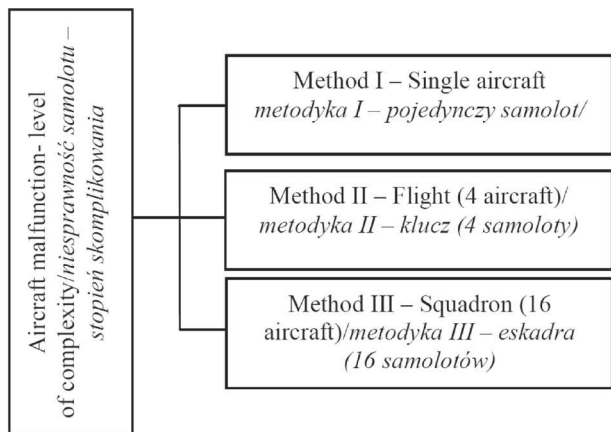 Aircraft malfunction- level
of complexity/niesprawność samolotu –
stopień skomplikowania
Method I – Single aircraft
metodyka I – pojedynczy samolot/
Method II – Flight (4 aircraft)/
metodyka II – klucz (4 samoloty)
Method III – Squadron (16
aircraft)/metodyka III – eskadra
(16 samolotów)